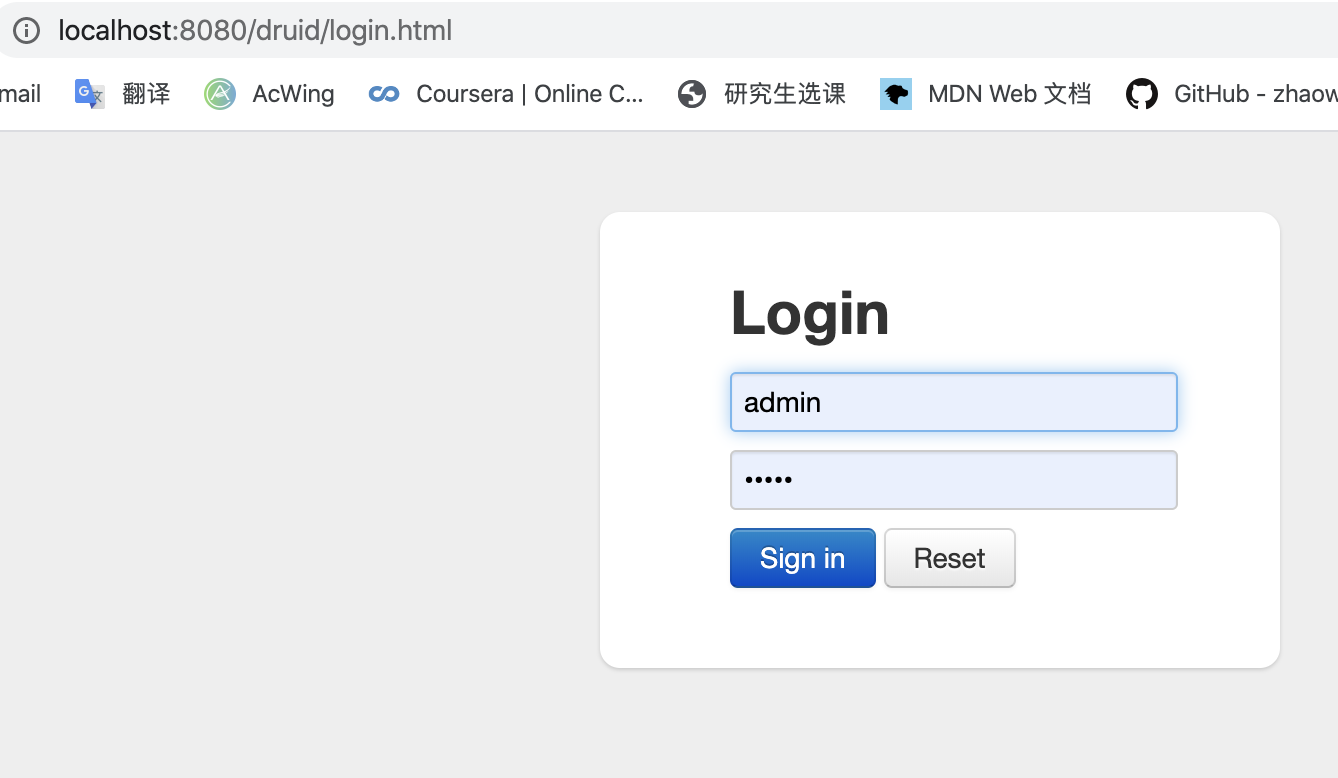 localhost:8080/druid/login.html
mail 翻译 AcWing Coursera | Online C... 研究生选课 MDN Web 文档 GitHub - zhaow
Login
admin
•••••
Sign in Reset